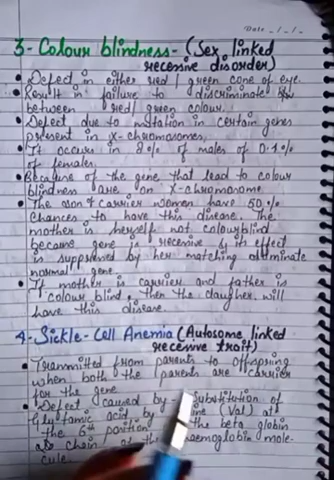 Date _/_/_
3- Colour blindness- (Sex linked
recessive disorder)
Defect in either red / green cone of eye.
Result in failure to discriminate
between red/ green colour.
Defect due to mutation in certain genes
present in X-chromosomes,
It occurs in 8% of males of 0.1%
of females.
Because of the gene that lead to colour
blindness are on X-chromosome
The son of carrier women have 50%
chances to have this disease. The
mother is herself not colourblind
because gene is recessive & its effect
is suppressed by her matching dominate
normal gene.
If mother is carrier and father is
colour blind, then the daugher will
have this disease.
4- Sickle-Cell Anemia (Autosome linked
recessive trait)
Transmitted from parents to offspring
when both the parents are carrier
for the gene
Defect caused by Substitution of
Glutamic acid by (Val) at
the 6th position the beta globin
chain of the haemoglobin mole-
cule.